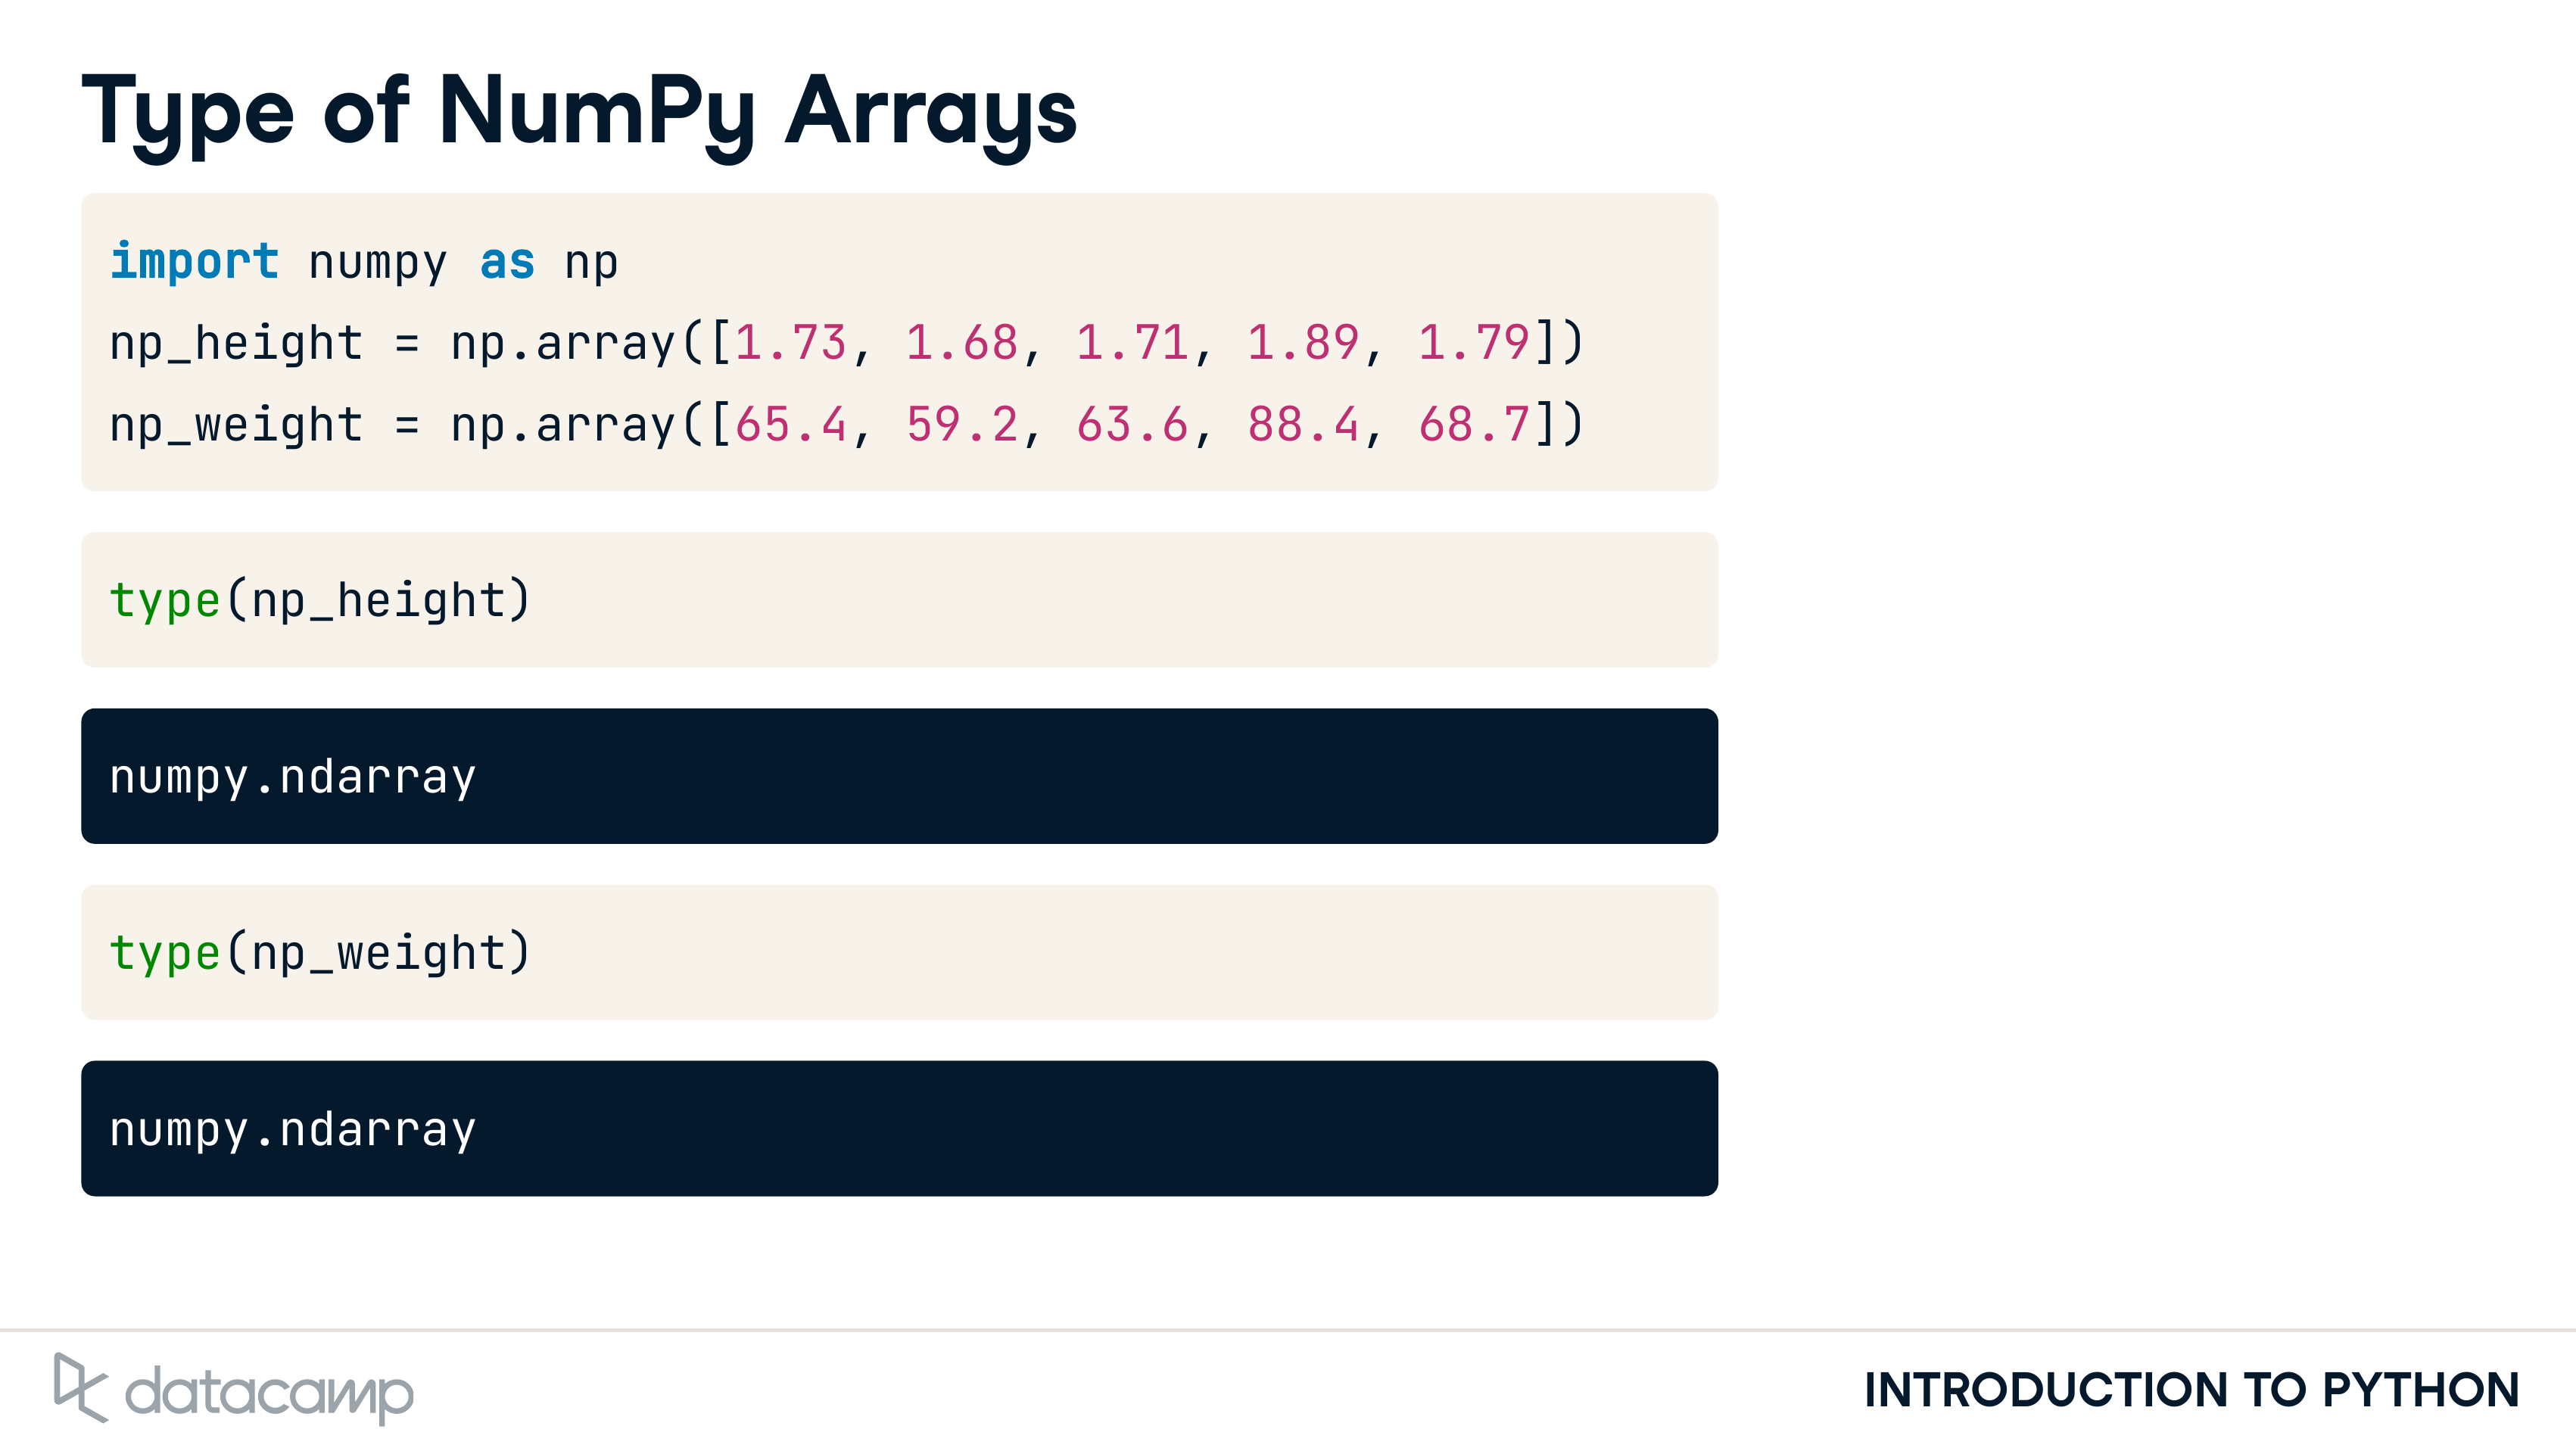 Type of NumPy Arrays
import numpy as np
np_height = np.array([1.73, 1.68, 1.71, 1.89, 1.79])
np_weight = np.array([65.4, 59.2, 63.6, 88.4, 68.7])
type(np_height)
numpy.ndarray
type(np_weight)
numpy.ndarray
datacamp
INTRODUCTION TO PYTHON